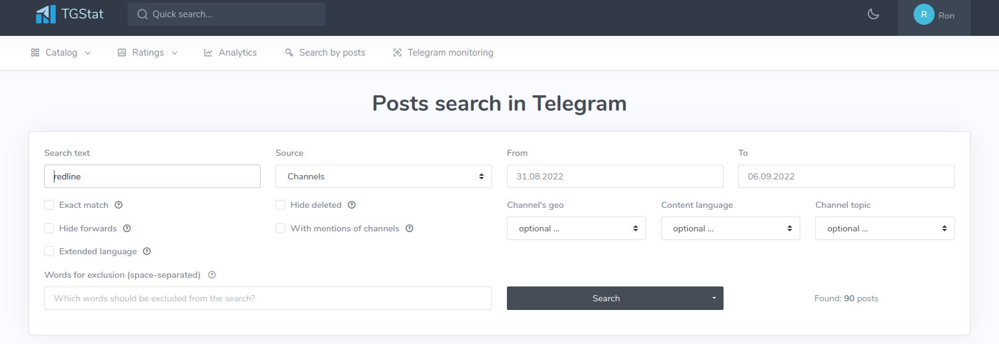 TGStat
Quick search...
R Ron
Catalog Ratings Analytics Search by posts Telegram monitoring
Posts search in Telegram
Search text Source From To
redline Channels 31.08.2022 06.09.2022
Exact match Hide deleted Channel's geo Content language Channel topic
Hide forwards With mentions of channels optional ... optional ... optional ...
Extended language
Words for exclusion (space-separated)
Which words should be excluded from the search? Search Found: 90 posts